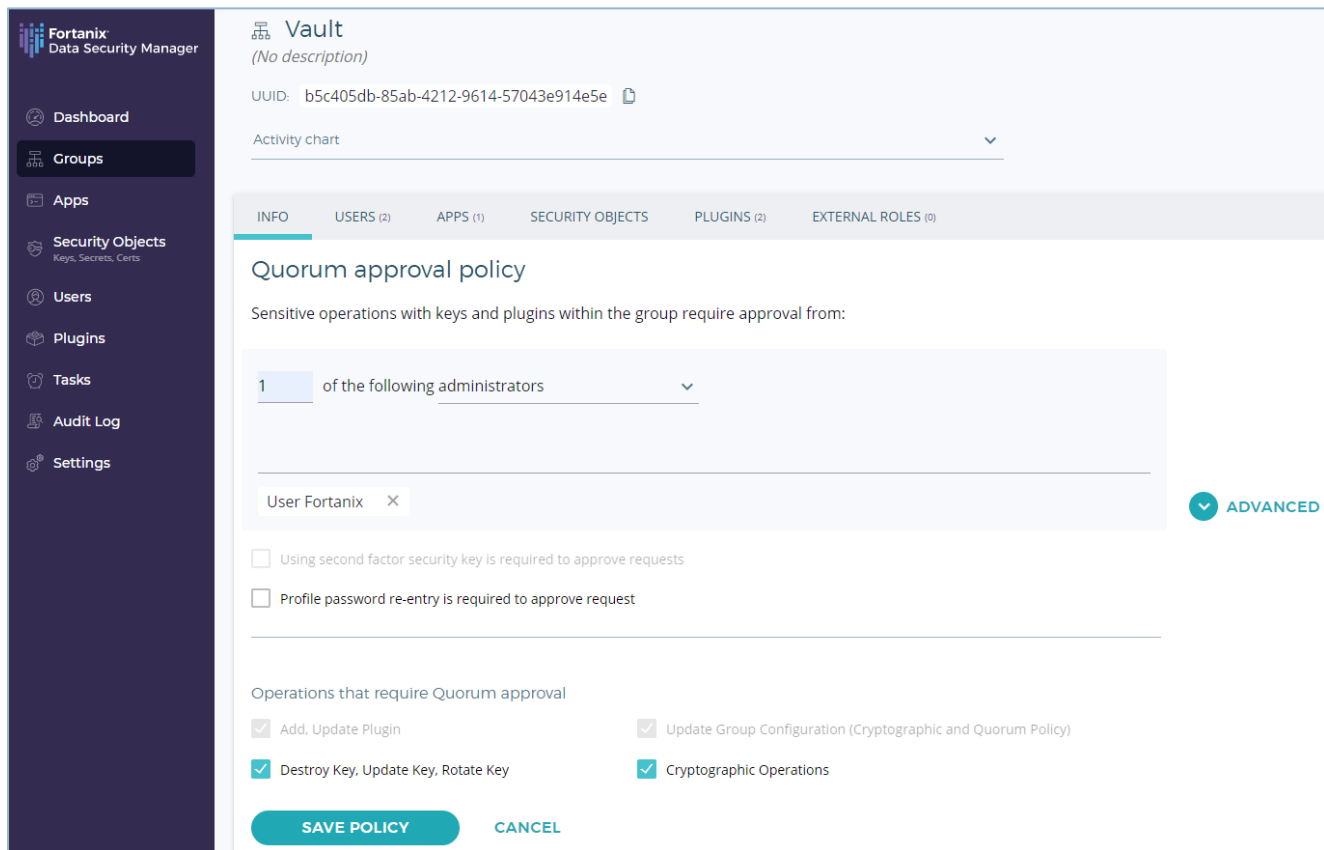 Fortanix
Data Security Manager
Dashboard
Groups
Apps
Security Objects
Keys, Secrets, Certs
Users
Plugins
Tasks
Audit Log
Settings
Vault
(No description)
UUID: b5c405db-85ab-4212-9614-57043e914e5e
Activity chart
INFO USERS (2) APPS (1) SECURITY OBJECTS PLUGINS (2) EXTERNAL ROLES (0)
Quorum approval policy
Sensitive operations with keys and plugins within the group require approval from:
1 of the following administrators
User Fortanix ×
ADVANCED
Using second factor security key is required to approve requests
Profile password re-entry is required to approve request
Operations that require Quorum approval
Add, Update Plugin Update Group Configuration (Cryptographic and Quorum Policy)
Destroy Key, Update Key, Rotate Key Cryptographic Operations
SAVE POLICY CANCEL